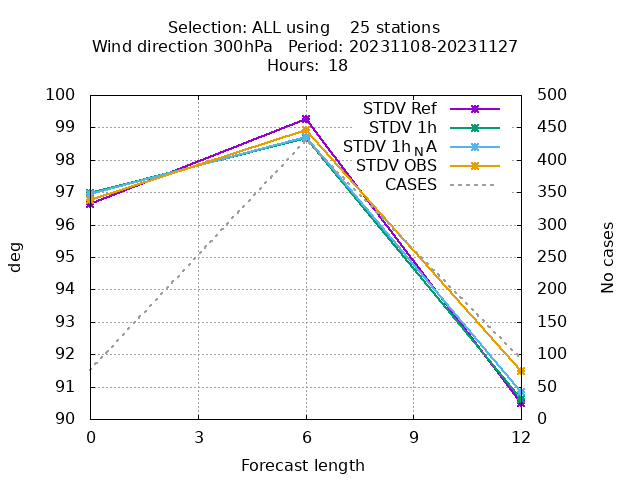 Selection: ALL using    25 stations
Wind direction 300hPa   Period: 20231108-20231127
Hours: 18
100
99
98
97
96
95
94
93
92
91
90
500
450
400
350
300
250
200
150
100
50
0
0
3
6
9
12
deg
No cases
Forecast length
STDV Ref
STDV 1h
STDV 1h_NA
STDV OBS
CASES